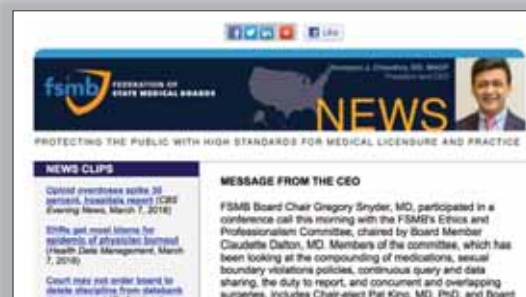 Like
fsmb FEDERATION OF
STATE MEDICAL BOARDS
Humayun J. Chaudhry, DO, MACP
President and CEO
NEWS
PROTECTING THE PUBLIC WITH HIGH STANDARDS FOR MEDICAL LICENSURE AND PRACTICE
NEWS CLIPS
Opioid overdoses spike 30
percent, hospitals report (CBS
Evening News, March 7, 2018)
EHRs get most blame for
epidemic of physician burnout
(Health Data Management, March
7, 2018)
Court may not order board to
delete discipline from databank
MESSAGE FROM THE CEO
FSMB Board Chair Gregory Snyder, MD, participated in a
conference call this morning with the FSMB's Ethics and
Professionalism Committee, chaired by Board Member
Claudette Dalton, MD. Members of the committee, which has
been looking at the compounding of medications, sexual
boundary violations policies, continuous query and data
sharing, the duty to report, and concurrent and overlapping
surgeries, includes Chair-elect Pat King, MD, PhD, and Board